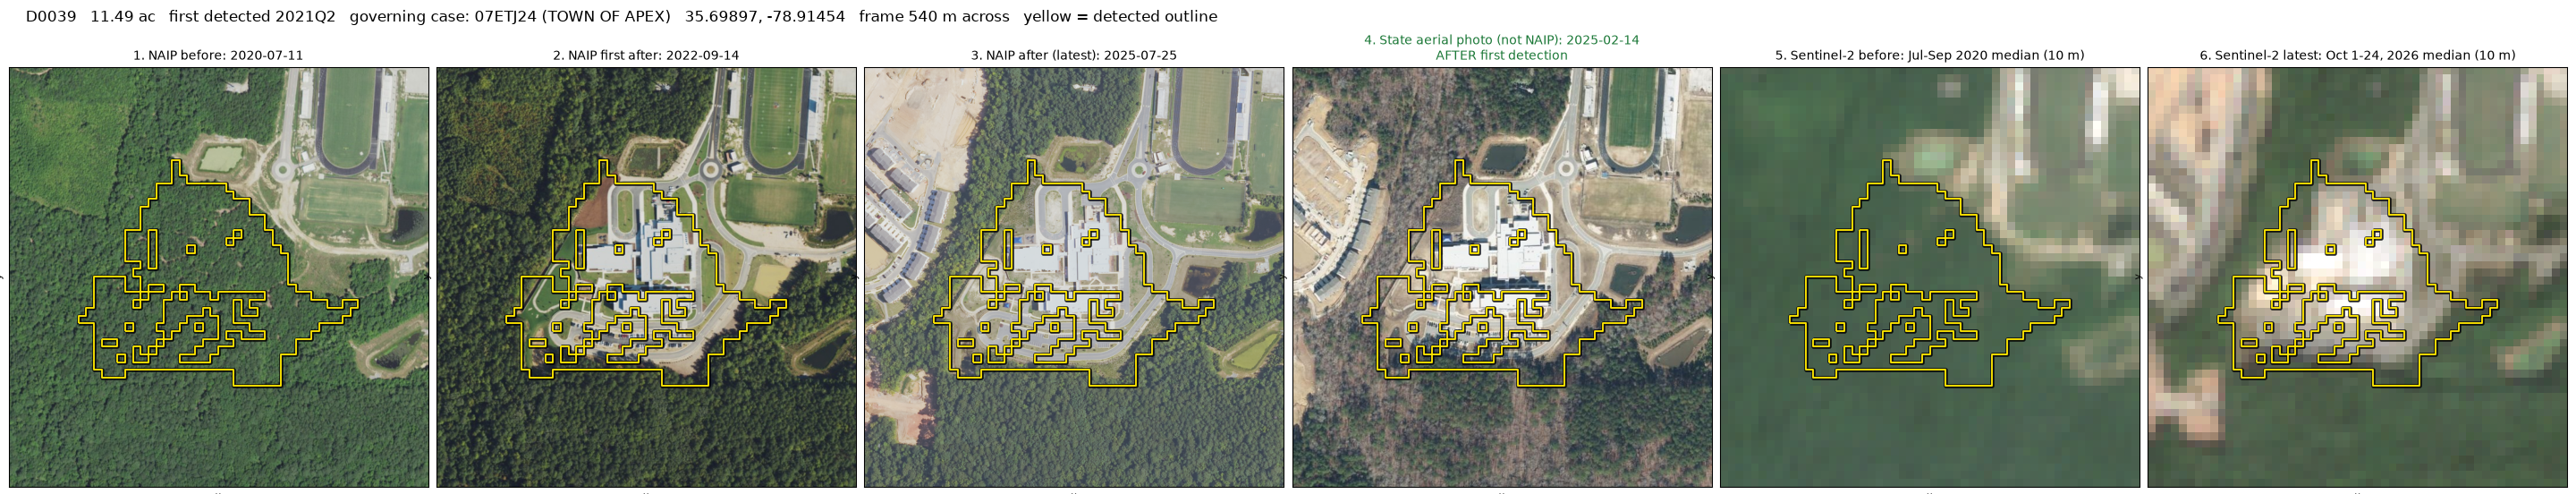 D0039   11.49 ac   first detected 2021Q2   governing case: 07ETJ24 (TOWN OF APEX)   35.69897, -78.91454   frame 540 m across   yellow = detected outline
1. NAIP before: 2020-07-11
2. NAIP first after: 2022-09-14
3. NAIP after (latest): 2025-07-25
4. State aerial photo (not NAIP): 2025-02-14
AFTER first detection
5. Sentinel-2 before: Jul-Sep 2020 median (10 m)
6. Sentinel-2 latest: Oct 1-24, 2026 median (10 m)